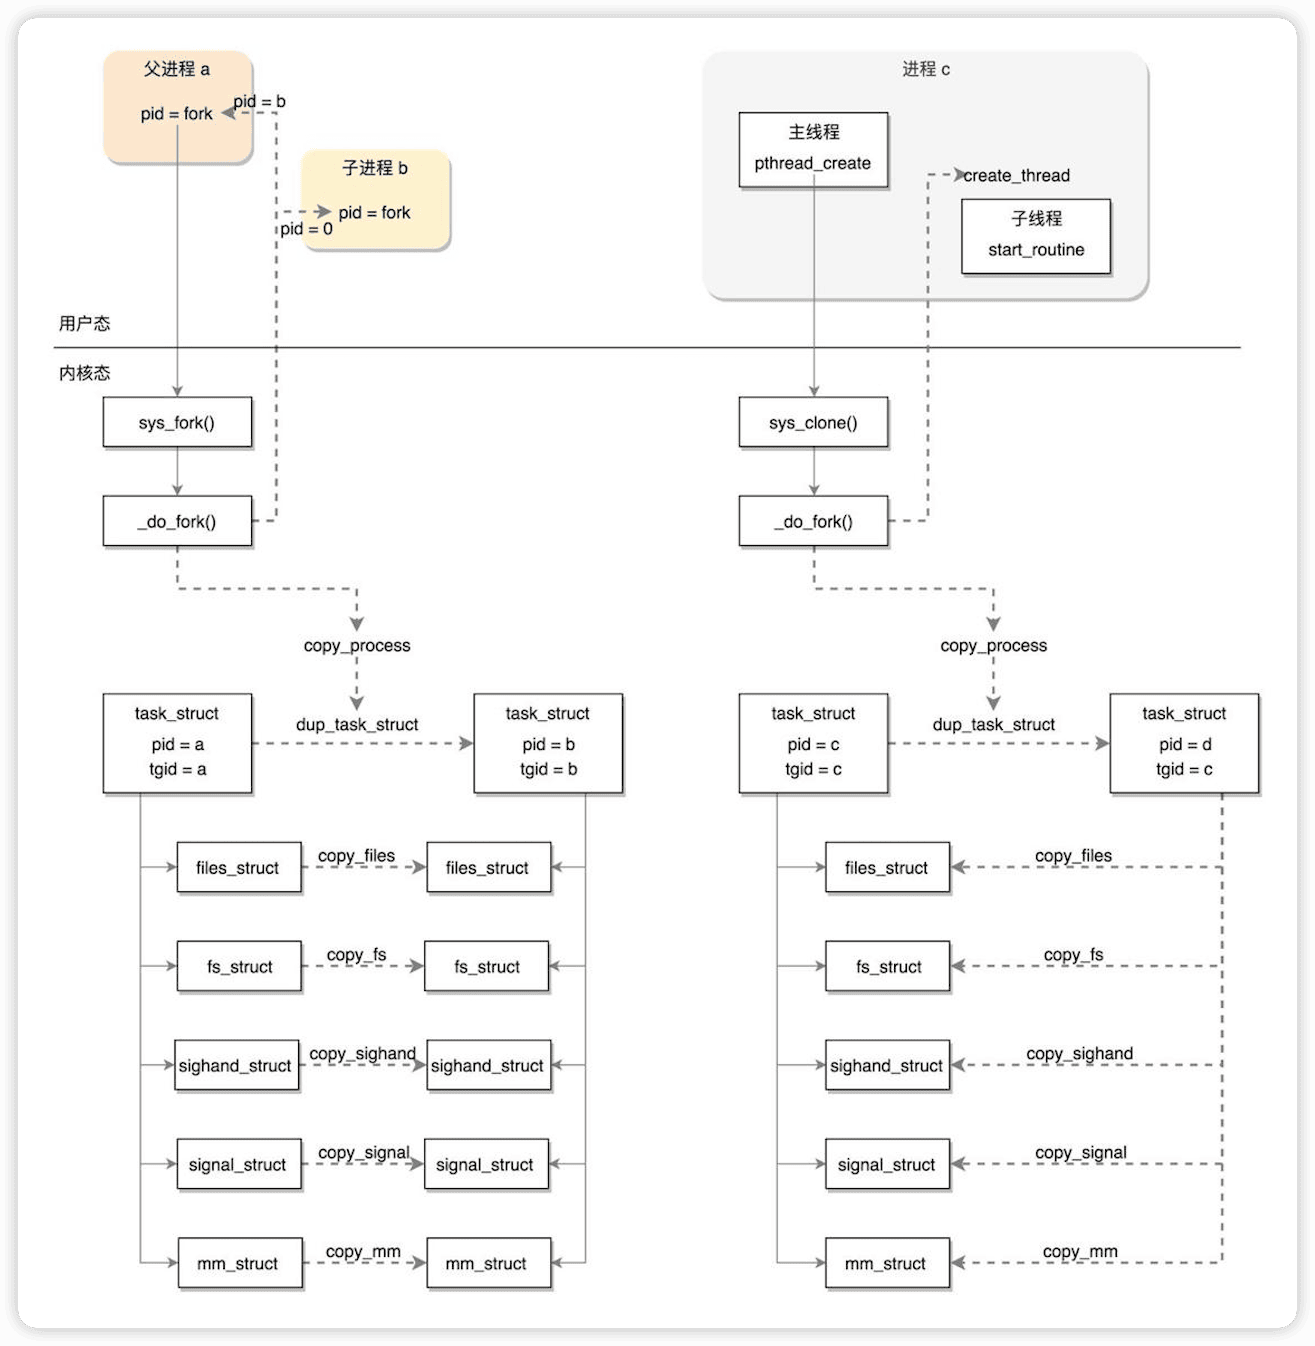 父进程 a
pid = fork
pid = b
子进程 b
pid = fork
pid = 0
进程 c
主线程
pthread_create
create_thread
子线程
start_routine
用户态
内核态
sys_fork()
_do_fork()
copy_process
task_struct
pid = a
tgid = a
dup_task_struct
task_struct
pid = b
tgid = b
files_struct
copy_files
files_struct
fs_struct
copy_fs
fs_struct
sighand_struct
copy_sighand
sighand_struct
signal_struct
copy_signal
signal_struct
mm_struct
copy_mm
mm_struct
sys_clone()
_do_fork()
copy_process
task_struct
pid = c
tgid = c
dup_task_struct
task_struct
pid = d
tgid = c
files_struct
copy_files
fs_struct
copy_fs
sighand_struct
copy_sighand
signal_struct
copy_signal
mm_struct
copy_mm